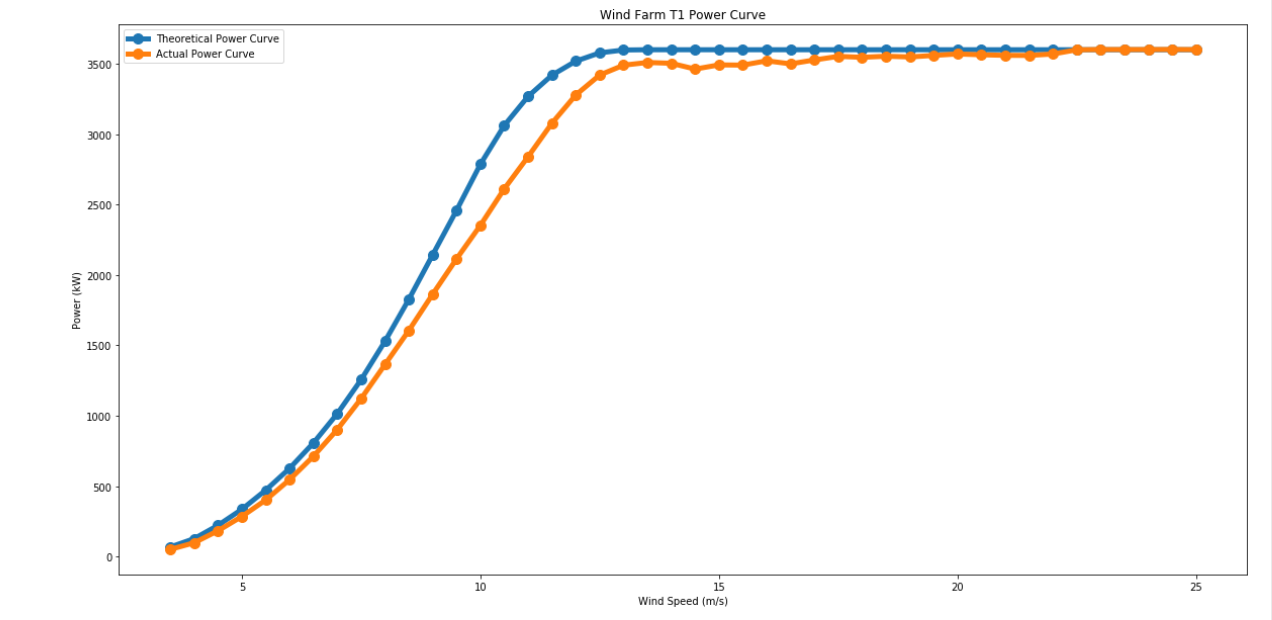 Wind Farm T1 Power Curve
Theoretical Power Curve
Actual Power Curve
3500
3000
2500
2000
1500
1000
500
0
Power (kW)
5 10 15 20 25
Wind Speed (m/s)